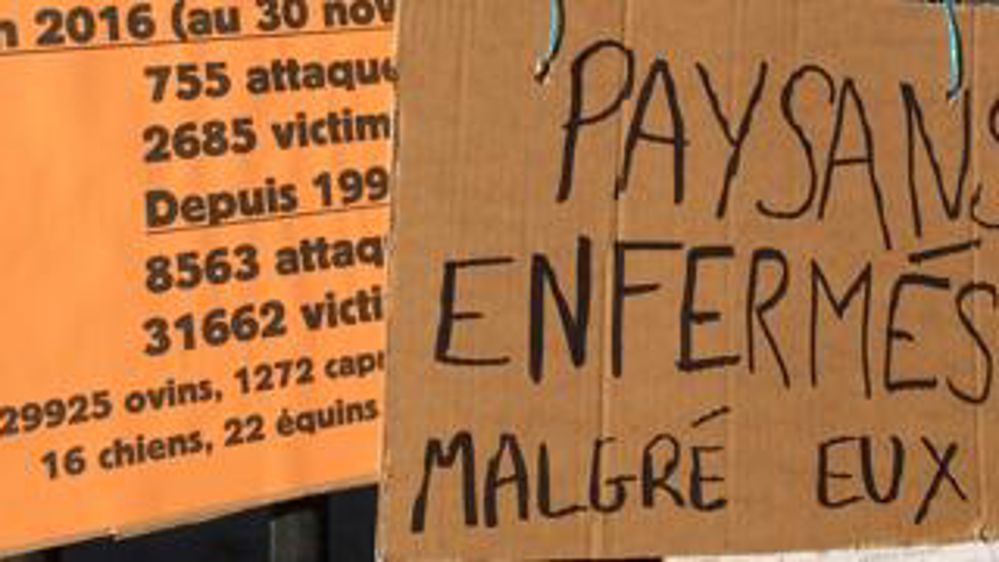 n 2016 (au 30 nov
755 attaque
2685 victim
Depuis 199
8563 attaq
31662 victi
29925 ovins, 1272 capr
16 chiens, 22 équins
PAYSANS
ENFERMÉS
MALGRÉ EUX